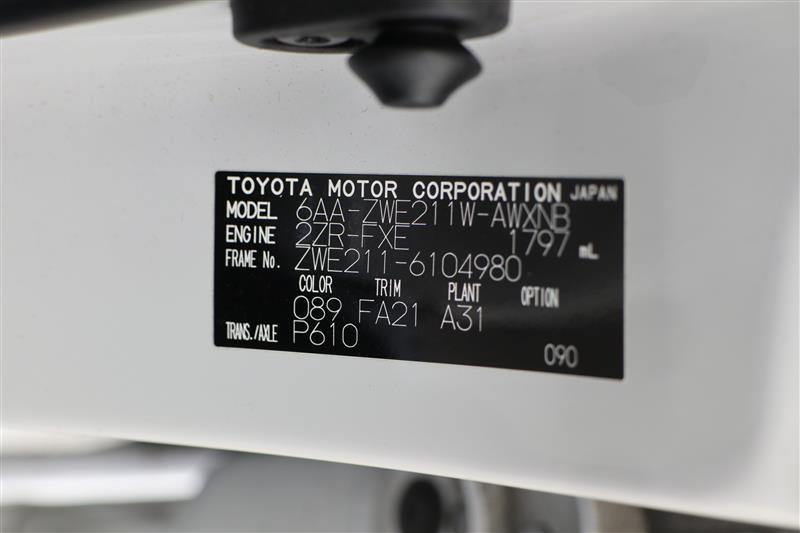 TOYOTA MOTOR CORPORATION JAPAN
MODEL 6AA-ZWE211W-AWXNB
ENGINE 2ZR-FXE 1797 mL
FRAME No. ZWE211-6104980
COLOR TRIM PLANT OPTION
089 FA21 A31
TRANS./AXLE P610
090